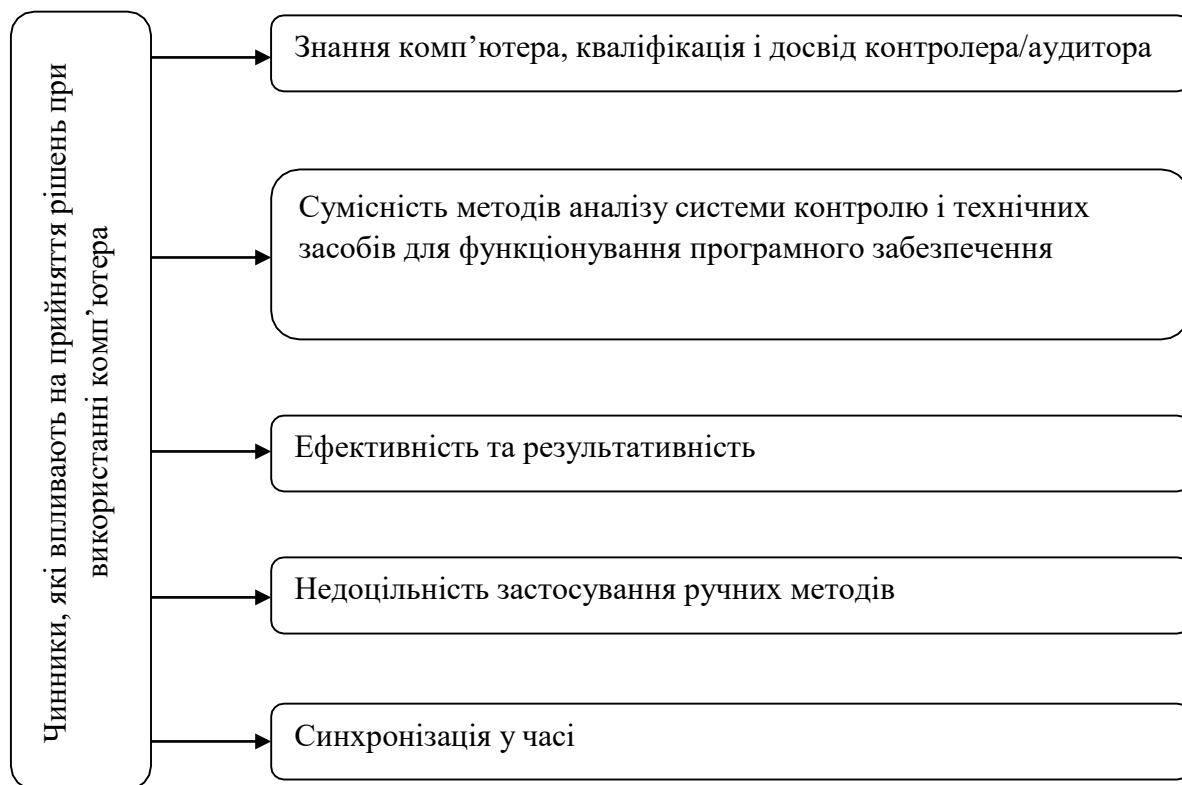 Чинники, які впливають на прийняття рішень при
використанні комп’ютера
Знання комп’ютера, кваліфікація і досвід контролера/аудитора
Сумісність методів аналізу системи контролю і технічних
засобів для функціонування програмного забезпечення
Ефективність та результативність
Недоцільність застосування ручних методів
Синхронізація у часі